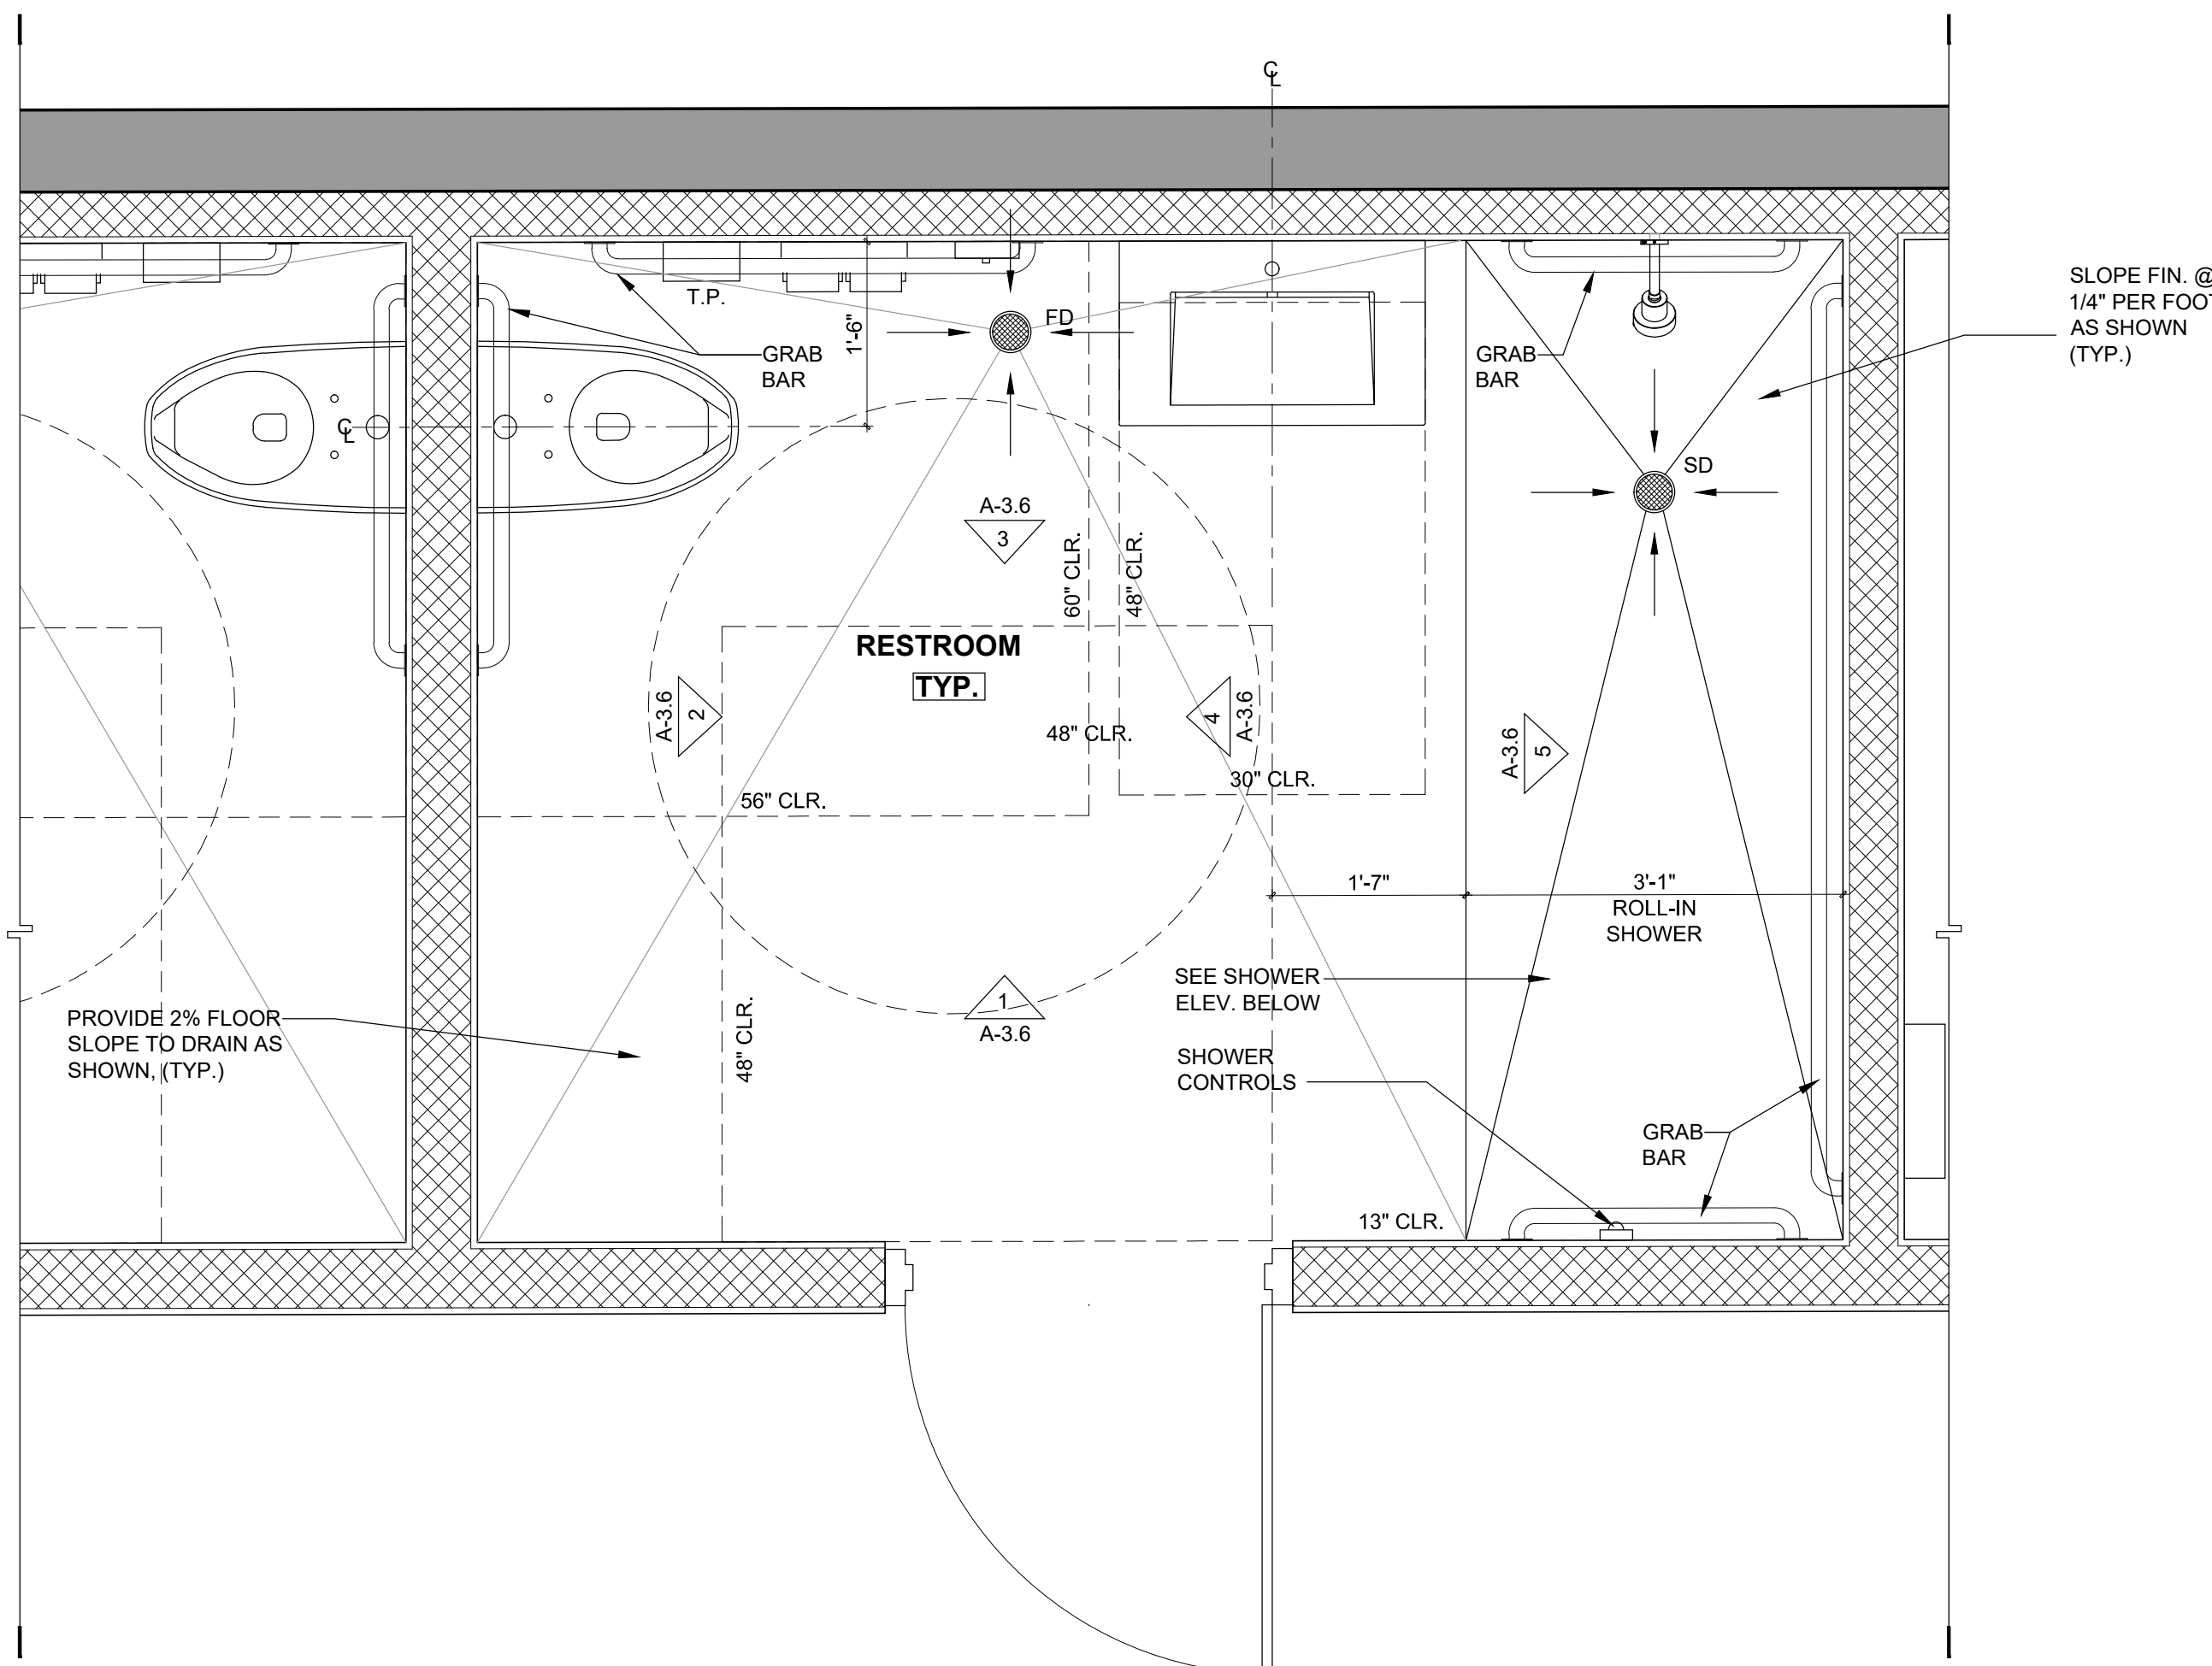 CL
SLOPE FIN. @
1/4" PER FOOT
AS SHOWN
(TYP.)
T.P.
GRAB
BAR
1'-6"
FD
GRAB
BAR
CL
SD
A-3.6
3
60" CLR.
48" CLR.
RESTROOM
TYP.
A-3.6
2
4
A-3.6
A-3.6
5
48" CLR.
30" CLR.
56" CLR.
1'-7"
3'-1"
ROLL-IN
SHOWER
SEE SHOWER
ELEV. BELOW
1
A-3.6
PROVIDE 2% FLOOR
SLOPE TO DRAIN AS
SHOWN, (TYP.)
48" CLR.
SHOWER
CONTROLS
GRAB
BAR
13" CLR.